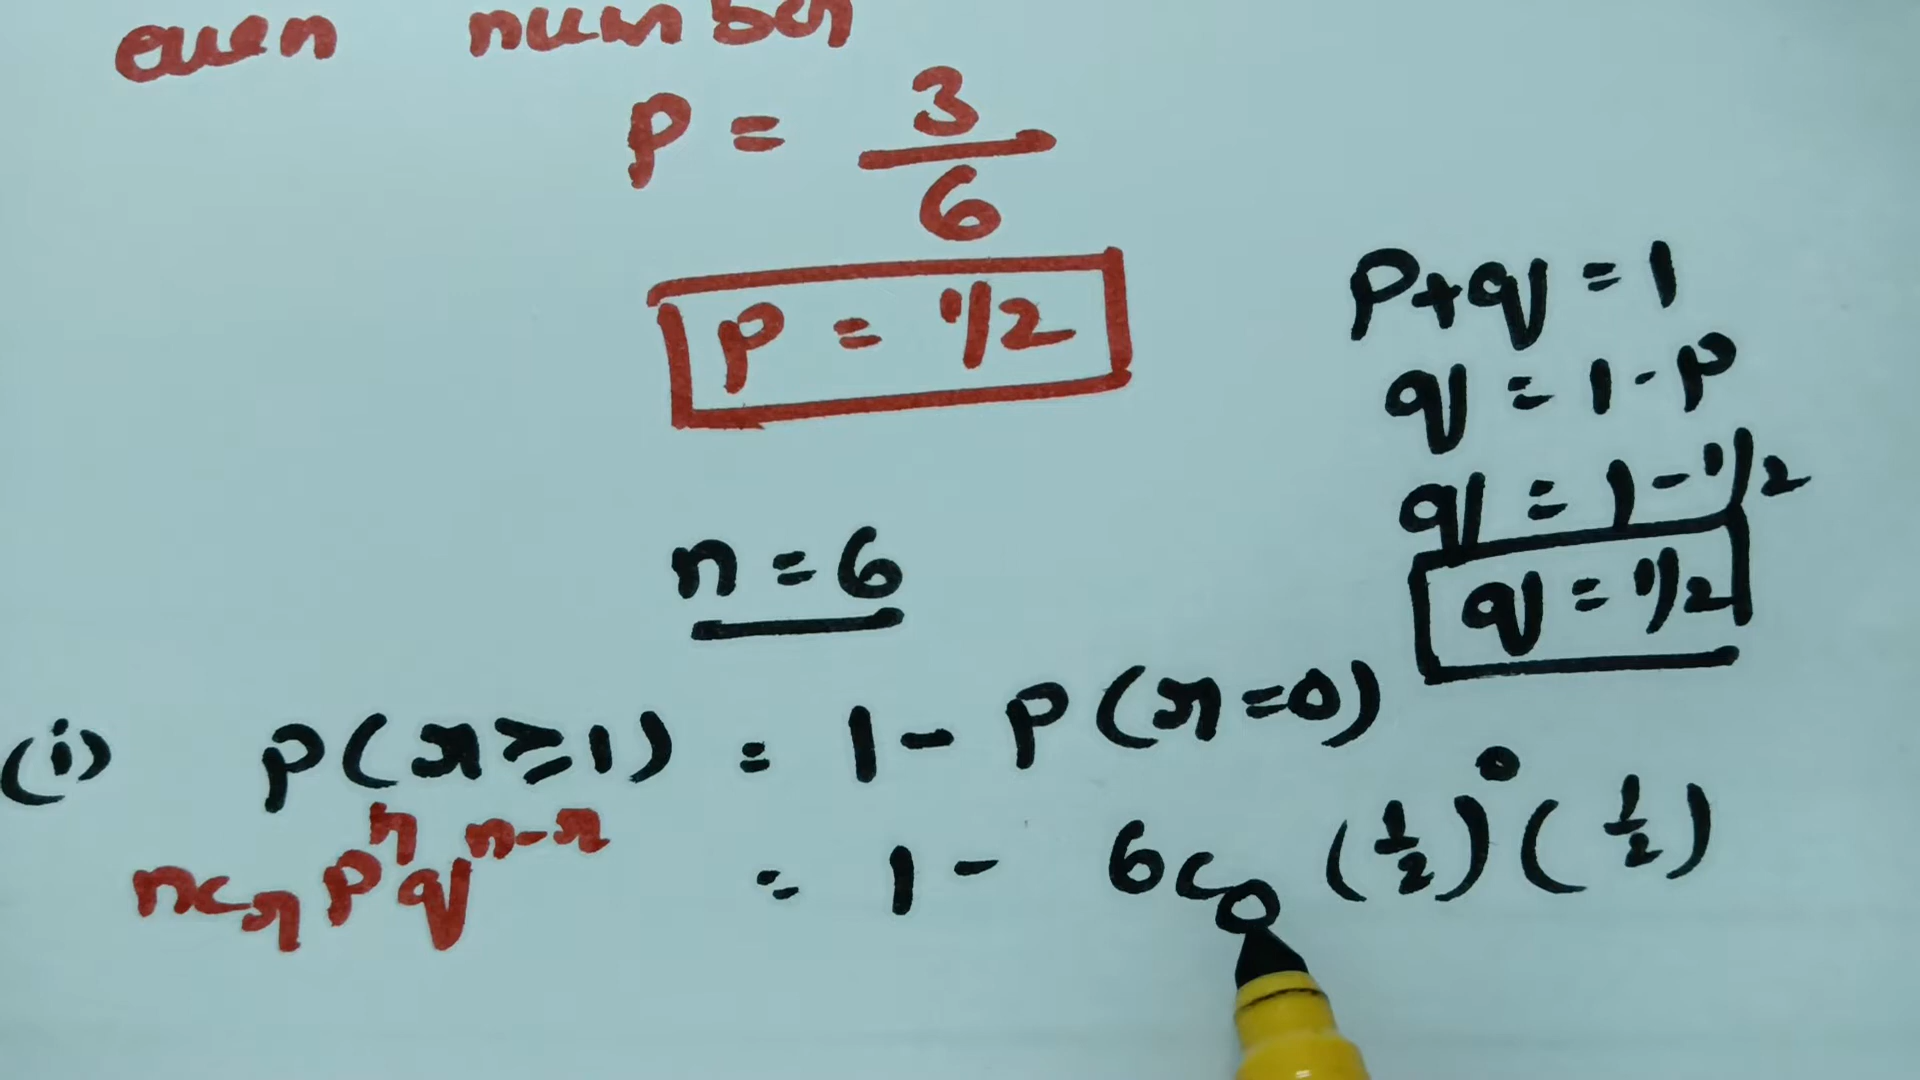 even number
P = 3/6
P = 1/2
P+q = 1
q = 1-P
q = 1-1/2
q = 1/2
n = 6
(i) P(x≥1) = 1 - P(x=0)
ncx P^x q^n-x = 1 - 6c0 (1/2)^0 (1/2)